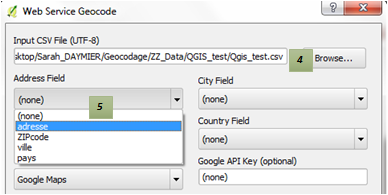 Web Service Geocode
Input CSV File (UTF-8)
sktop/Sarah_DAYMIER/Geocodage/ZZ_Data/QGIS_test/Qgis_test.csv 4 Browse...
Address Field City Field
(none) 5 (none)
(none)
adresse Country Field
ZIPcode (none)
ville
pays Google API Key (optional)
Google Maps (none)